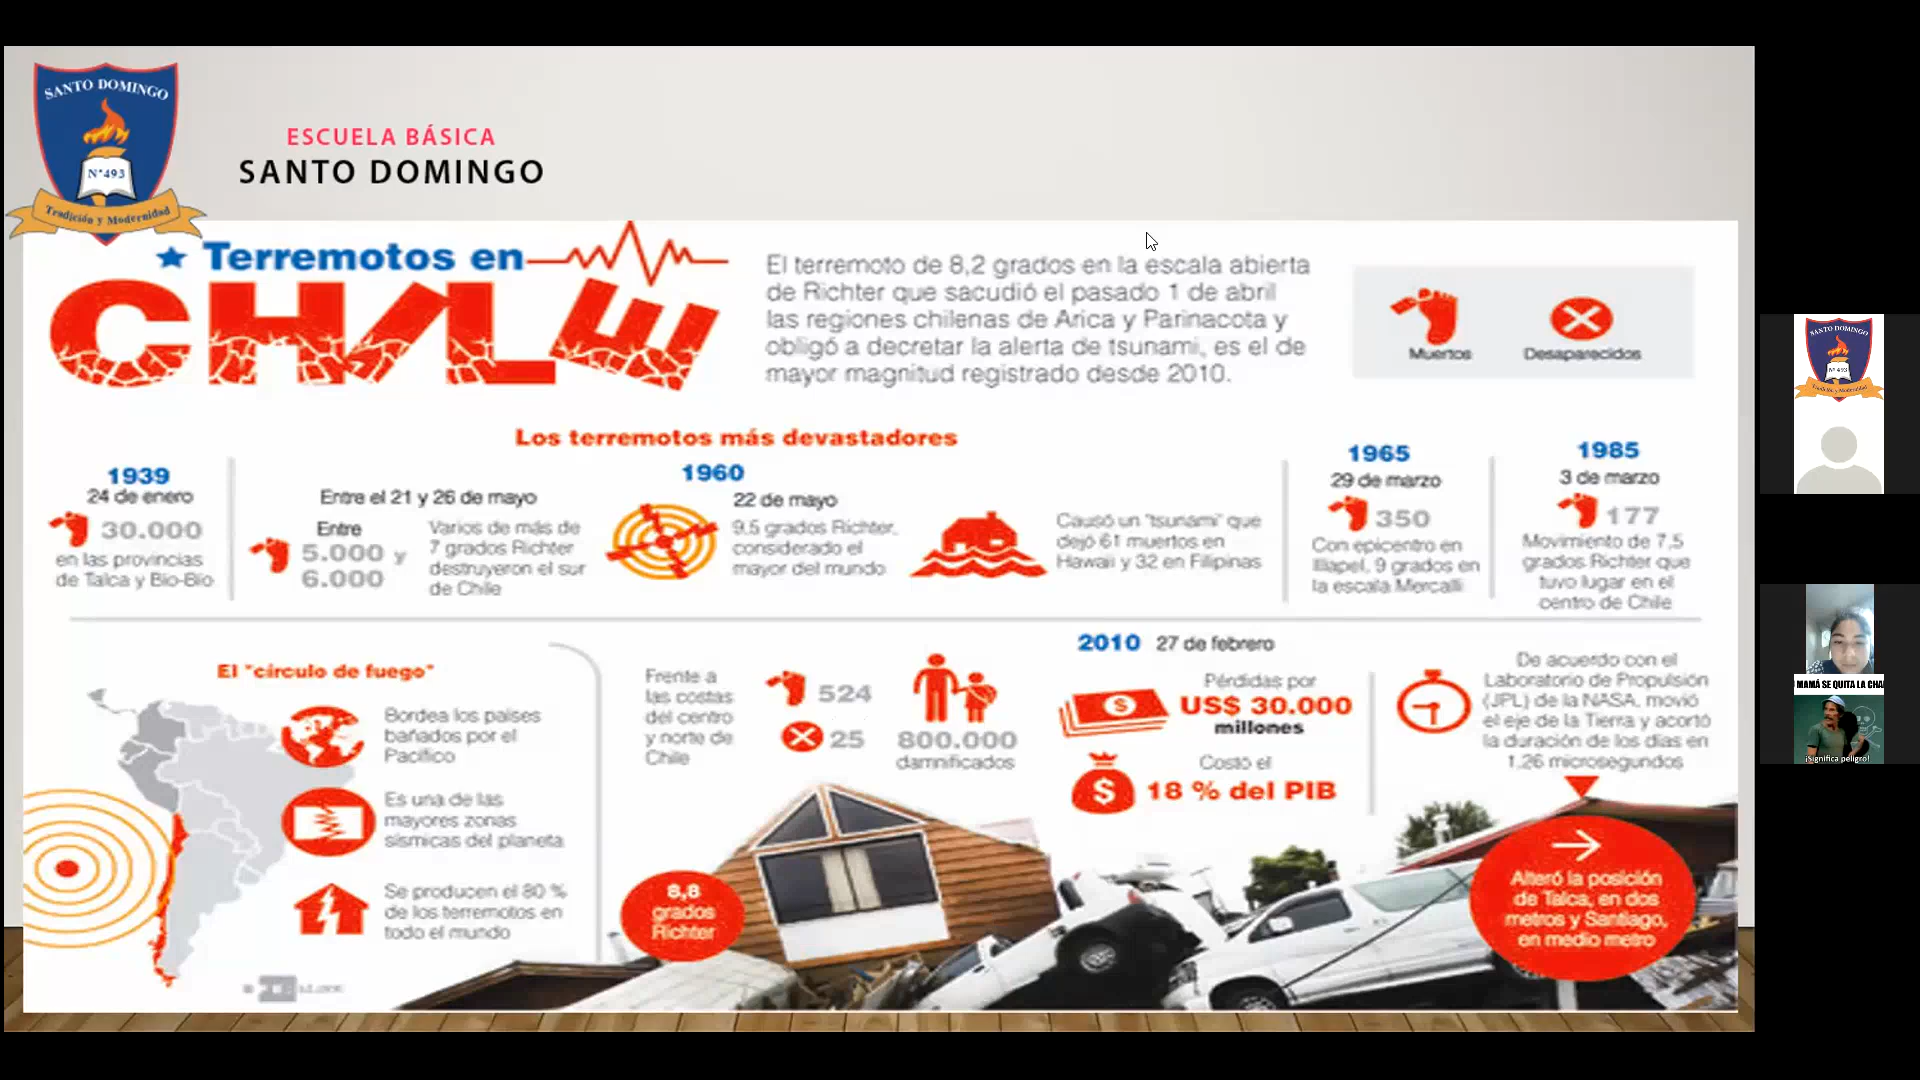 SANTO DOMINGO
N°493
Tradición y Modernidad
ESCUELA BÁSICA
SANTO DOMINGO
Terremotos en
CHILE
El terremoto de 8,2 grados en la escala abierta
de Richter que sacudió el pasado 1 de abril
las regiones chilenas de Arica y Parinacota y
obligó a decretar la alerta de tsunami, es el de
mayor magnitud registrado desde 2010.
Muertos
Desaparecidos
Los terremotos más devastadores
1939
24 de enero
30.000
en las provincias
de Talca y Bío-Bío
1960
Entre el 21 y 26 de mayo
Entre
5.000 y
6.000
Varios de más de
7 grados Richter
destruyeron el sur
de Chile
22 de mayo
9,5 grados Richter,
considerado el
mayor del mundo
Causó un "tsunami" que
dejó 61 muertos en
Hawaii y 32 en Filipinas
1965
29 de marzo
350
Con epicentro en
Illapel, 9 grados en
la escala Mercalli
1985
3 de marzo
177
Movimiento de 7,5
grados Richter que
tuvo lugar en el
centro de Chile
El "círculo de fuego"
Bordea los países
bañados por el
Pacífico
Es una de las
mayores zonas
sísmicas del planeta
Se producen el 80 %
de los terremotos en
todo el mundo
2010 27 de febrero
Frente a
las costas
del centro
y norte de
Chile
524
25
800.000
damnificados
Pérdidas por
US$ 30.000
millones
Costó el
18 % del PIB
De acuerdo con el
Laboratorio de Propulsión
(JPL) de la NASA, movió
el eje de la Tierra y acortó
la duración de los días en
1,26 microsegundos
8,8
grados
Richter
Alteró la posición
de Talca, en dos
metros y Santiago,
en medio metro
SANTO DOMINGO
N° 493
Tradición y Modernidad
MAMÁ SE QUITA LA CHA
¡Significa peligro!